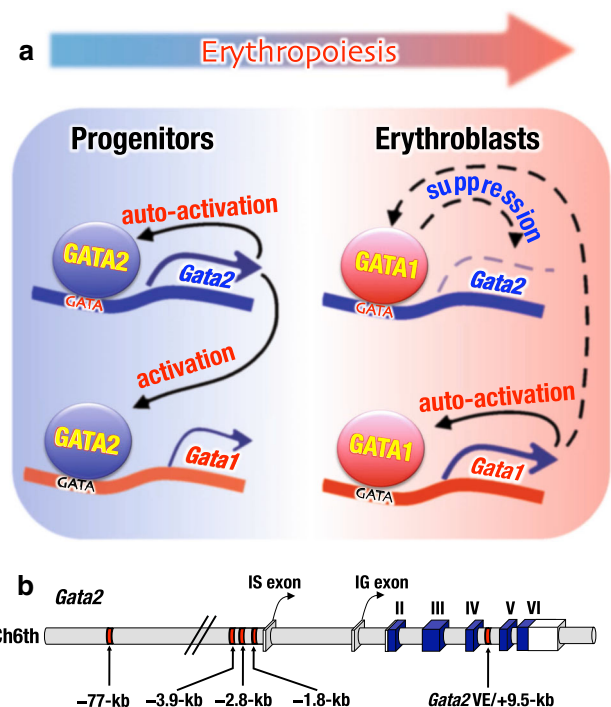 a
Erythropoiesis
Progenitors
Erythroblasts
auto-activation
suppression
GATA2
Gata2
GATA
GATA1
Gata2
GATA
activation
auto-activation
GATA2
Gata1
GATA
GATA1
Gata1
GATA
b
Gata2
IS exon
IG exon
II
III
IV
V
VI
Ch6th
−77-kb
−3.9-kb
−2.8-kb
−1.8-kb
Gata2 VE/+9.5-kb